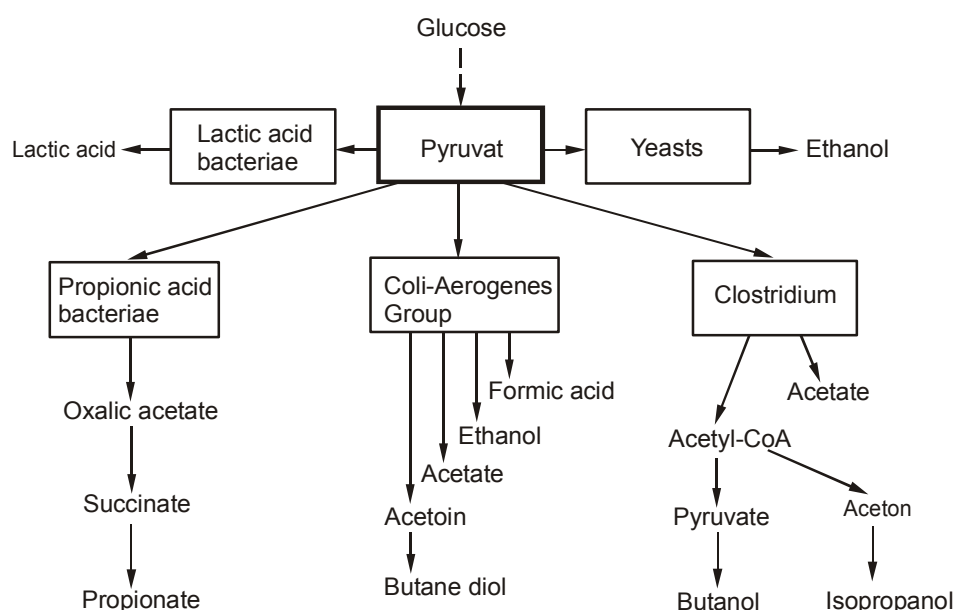 Glucose
Lactic acid
Lactic acid
bacteriae
Pyruvat
Yeasts
Ethanol
Propionic acid
bacteriae
Coli-Aerogenes
Group
Clostridium
Oxalic acetate
Formic acid
Acetate
Ethanol
Acetyl-CoA
Acetate
Succinate
Acetoin
Pyruvate
Aceton
Propionate
Butane diol
Butanol
Isopropanol